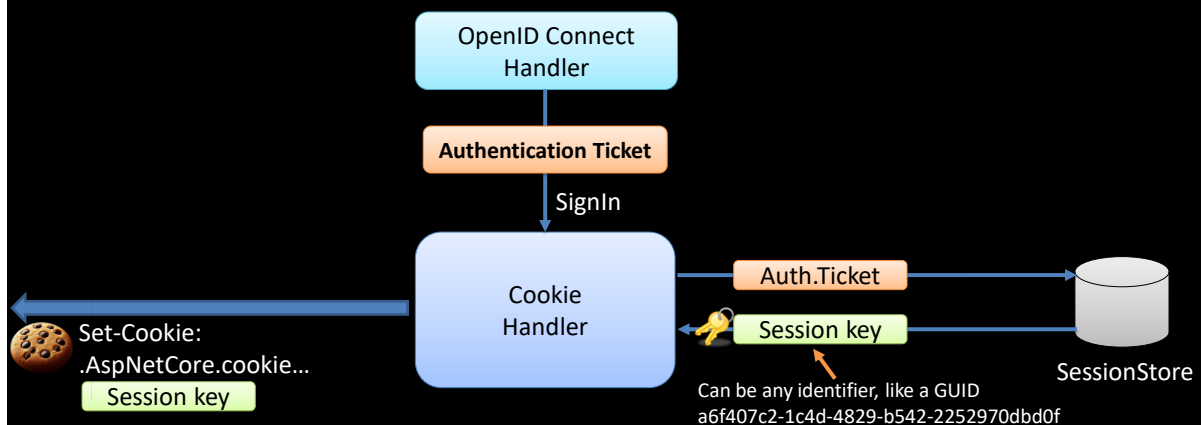 OpenID Connect
Handler
Authentication Ticket
SignIn
Cookie
Handler
Auth.Ticket
Session key
SessionStore
Can be any identifier, like a GUID
a6f407c2-1c4d-4829-b542-2252970dbd0f
Set-Cookie:
.AspNetCore.cookie...
Session key